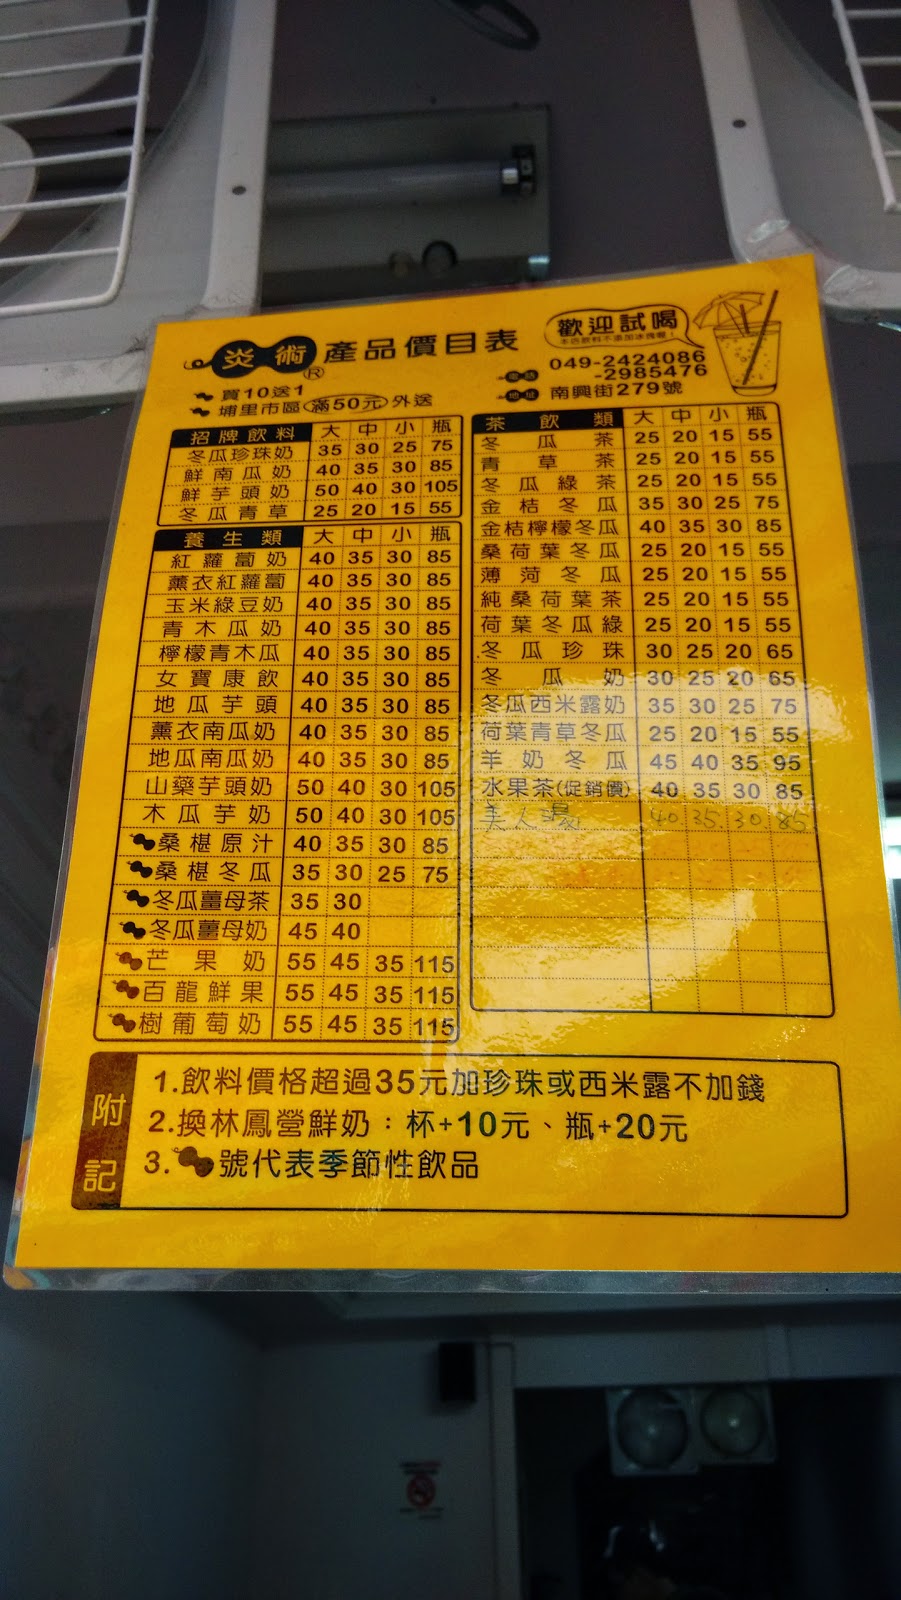 炎術® 產品價目表
歡迎試喝
本店飲料不添加冰塊喔!
買10送1
埔里市區滿50元外送
電話 049-2424086
-2985476
地址 南興街279號
招牌飲料 大 中 小 瓶
冬瓜珍珠奶 35 30 25 75
鮮南瓜奶 40 35 30 85
鮮芋頭奶 50 40 30 105
冬瓜青草 25 20 15 55
養生類 大 中 小 瓶
紅蘿蔔奶 40 35 30 85
薰衣紅蘿蔔 40 35 30 85
玉米綠豆奶 40 35 30 85
青木瓜奶 40 35 30 85
檸檬青木瓜 40 35 30 85
女寶康飲 40 35 30 85
地瓜芋頭 40 35 30 85
薰衣南瓜奶 40 35 30 85
地瓜南瓜奶 40 35 30 85
山藥芋頭奶 50 40 30 105
木瓜芋奶 50 40 30 105
桑椹原汁 40 35 30 85
桑椹冬瓜 35 30 25 75
冬瓜薑母茶 35 30
冬瓜薑母奶 45 40
芒果奶 55 45 35 115
百龍鮮果 55 45 35 115
樹葡萄奶 55 45 35 115
茶飲類 大 中 小 瓶
冬瓜茶 25 20 15 55
青草茶 25 20 15 55
冬瓜綠茶 25 20 15 55
金桔冬瓜 35 30 25 75
金桔檸檬冬瓜 40 35 30 85
桑荷葉冬瓜 25 20 15 55
薄菏冬瓜 25 20 15 55
純桑荷葉茶 25 20 15 55
荷葉冬瓜綠 25 20 15 55
冬瓜珍珠 30 25 20 65
冬瓜奶 30 25 20 65
冬瓜西米露奶 35 30 25 75
荷葉青草冬瓜 25 20 15 55
羊奶冬瓜 45 40 35 95
水果茶(促銷價) 40 35 30 85
美人湯 40 35 30 85
附記
1.飲料價格超過35元加珍珠或西米露不加錢
2.換林鳳營鮮奶：杯+10元、瓶+20元
3. 號代表季節性飲品